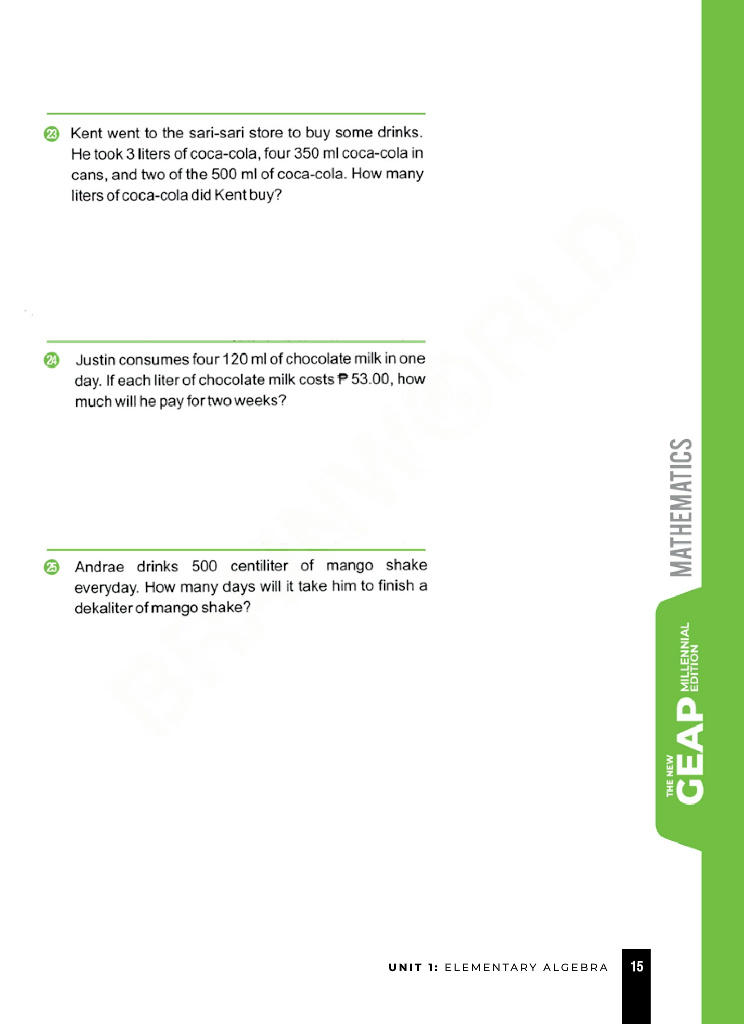 23 Kent went to the sari-sari store to buy some drinks.
He took 3 liters of coca-cola, four 350 ml coca-cola in
cans, and two of the 500 ml of coca-cola. How many
liters of coca-cola did Kent buy?
24 Justin consumes four 120 ml of chocolate milk in one
day. If each liter of chocolate milk costs ₱ 53.00, how
much will he pay for two weeks?
25 Andrae drinks 500 centiliter of mango shake
everyday. How many days will it take him to finish a
dekaliter of mango shake?
MATHEMATICS
THE NEW
GEAP
MILLENNIAL
EDITION
UNIT 1: ELEMENTARY ALGEBRA 15